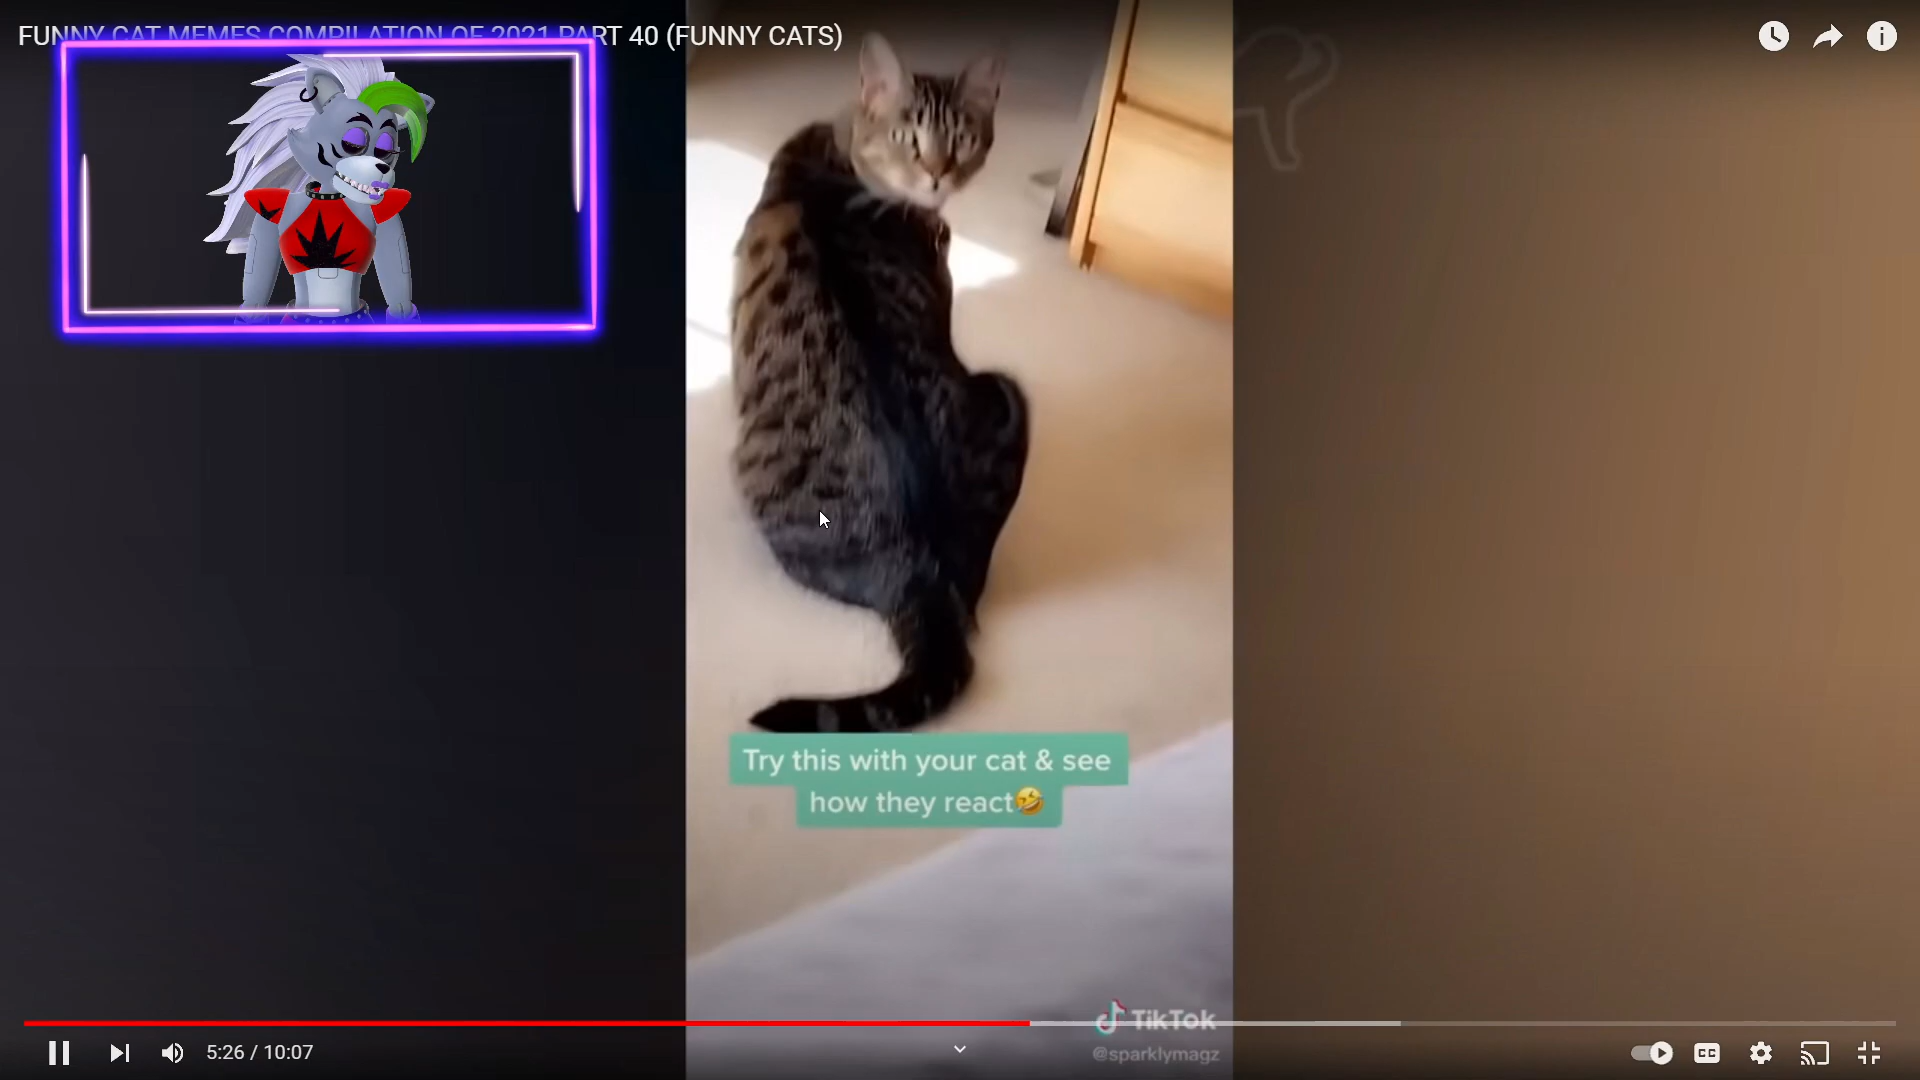 FUNNY CAT MEMES COMPILATION OF 2021 PART 40 (FUNNY CATS)
Try this with your cat & see
how they react🤣
TikTok
@sparklymagz
5:26 / 10:07
CC